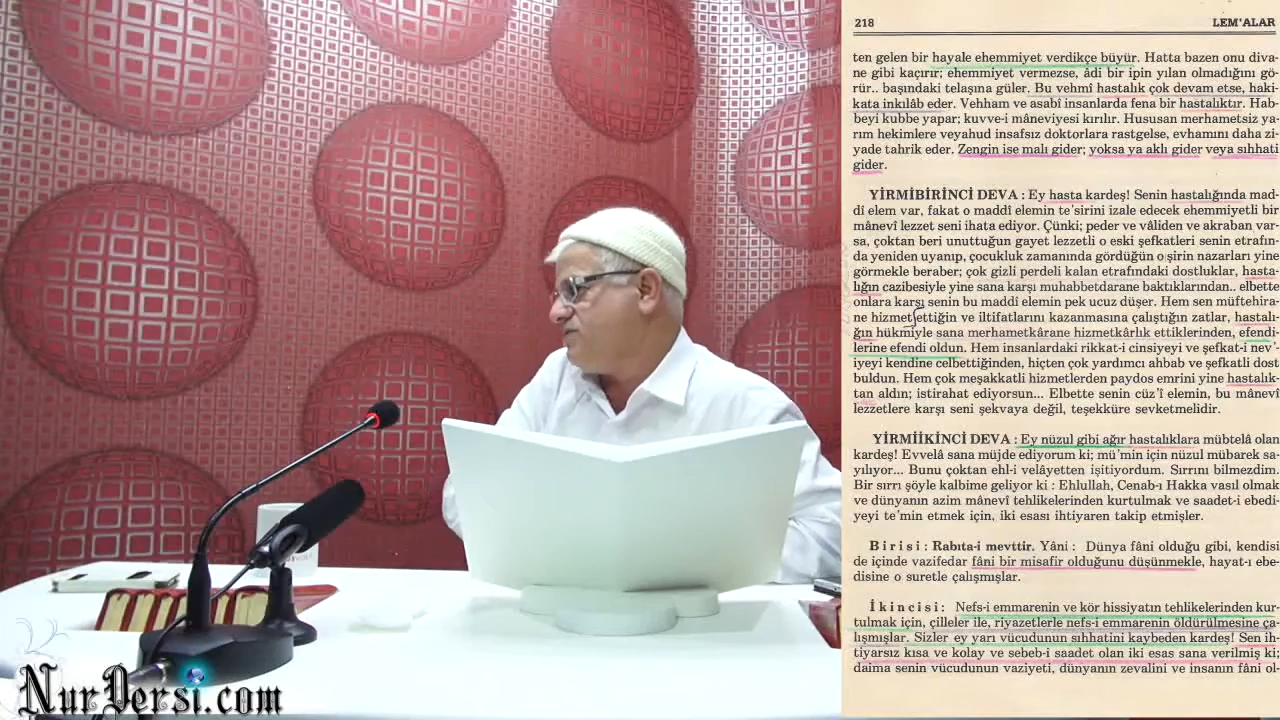 218 LEM'ALAR
ten gelen bir hayale ehemmiyet verdikçe büyür. Hatta bazen onu diva-
ne gibi kaçırır; ehemmiyet vermezse, âdi bir ipin yılan olmadığını gö-
rür.. başındaki telaşına güler. Bu vehmî hastalık çok devam etse, haki-
kata inkılâb eder. Vehham ve asabî insanlarda fena bir hastalıktır. Hab-
beyi kubbe yapar; kuvve-i mâneviyesi kırılır. Hususan merhametsiz ya-
rım hekimlere veyahud insafsız doktorlara rastgelse, evhamını daha zi-
yade tahrik eder. Zengin ise malı gider; yoksa ya aklı gider veya sıhhati
gider.
YİRMİBİRİNCİ DEVA : Ey hasta kardeş! Senin hastalığında mad-
dî elem var, fakat o maddî elemin te'sirini izale edecek ehemmiyetli bir
mânevî lezzet seni ihata ediyor. Çünki; peder ve vâliden ve akraban var-
sa, çoktan beri unuttuğun gayet lezzetli o eski şefkatleri senin etrafın-
da yeniden uyanıp, çocukluk zamanında gördüğün o şirin nazarları yine
görmekle beraber; çok gizli perdeli kalan etrafındaki dostluklar, hasta-
lığın cazibesiyle yine sana karşı muhabbetdarane baktıklarından.. elbette
onlara karşı senin bu maddî elemin pek ucuz düşer. Hem sen müftehira-
ne hizmet ettiğin ve iltifatlarını kazanmasına çalıştığın zatlar, hastalı-
ğın hükmiyle sana merhametkârane hizmetkârlık ettiklerinden, efendi-
lerine efendi oldun. Hem insanlardaki rikkat-i cinsiyeyi ve şefkat-i nev'-
iyeyi kendine celbettiğinden, hiçten çok yardımcı ahbab ve şefkatli dost
buldun. Hem çok meşakkatli hizmetlerden paydos emrini yine hastalık-
tan aldın; istirahat ediyorsun... Elbette senin cüz'î elemin, bu mânevî
lezzetlere karşı seni şekvaya değil, teşekküre sevketmelidir.
YİRMİİKİNCİ DEVA : Ey nüzul gibi ağır hastalıklara mübtelâ olan
kardeş! Evvelâ sana müjde ediyorum ki; mü'min için nüzul mübarek sa-
yılıyor... Bunu çoktan ehl-i velâyetten işitiyordum. Sırrını bilmezdim.
Bir sırrı şöyle kalbime geliyor ki : Ehlullah, Cenab-ı Hakka vasıl olmak
ve dünyanın azim mânevî tehlikelerinden kurtulmak ve saadet-i ebedi-
yeyi te'min etmek için, iki esası ihtiyaren takip etmişler.
Birisi: Rabıta-i mevttir. Yâni : Dünya fâni olduğu gibi, kendisi
de içinde vazifedar fâni bir misafir olduğunu düşünmekle, hayat-ı ebe-
disine o suretle çalışmışlar.
İkincisi: Nefs-i emmarenin ve kör hissiyatın tehlikelerinden kur-
tulmak için, çilleler ile, riyazetlerle nefs-i emmarenin öldürülmesine ça-
lışmışlar. Sizler ey yarı vücudunun sıhhatini kaybeden kardeş! Sen ih-
tiyarsız kısa ve kolay ve sebeb-i saadet olan iki esas sana verilmiş ki;
daima senin vücudunun vaziyeti, dünyanın zevalini ve insanın fâni ol-
NurDersi.com